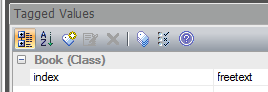 Tagged Values
Book (Class)
index freetext